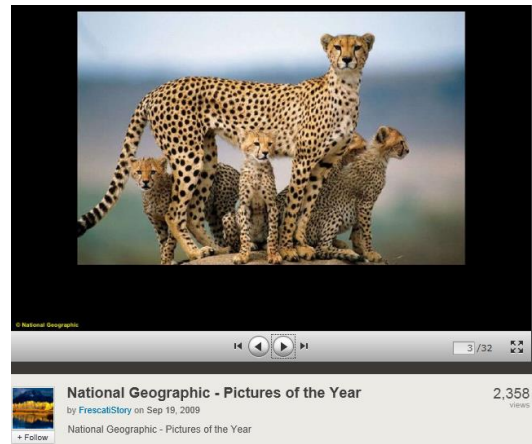 © National Geographic
3 /32
National Geographic - Pictures of the Year
2,358
by FrescatiStory on Sep 19, 2009
views
National Geographic - Pictures of the Year
+ Follow